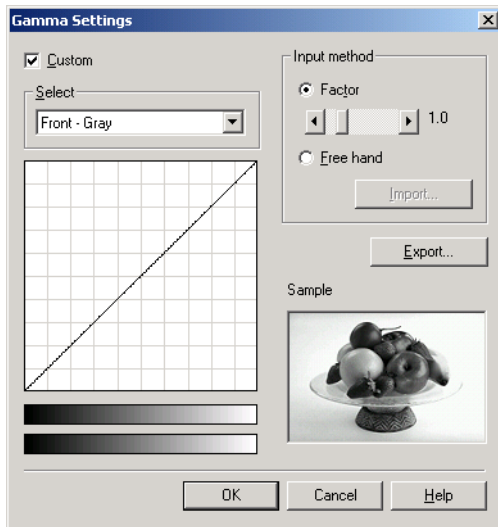 Gamma Settings
Custom
Select
Front - Gray
Input method
Factor
1.0
Free hand
Import...
Export...
Sample
OK
Cancel
Help